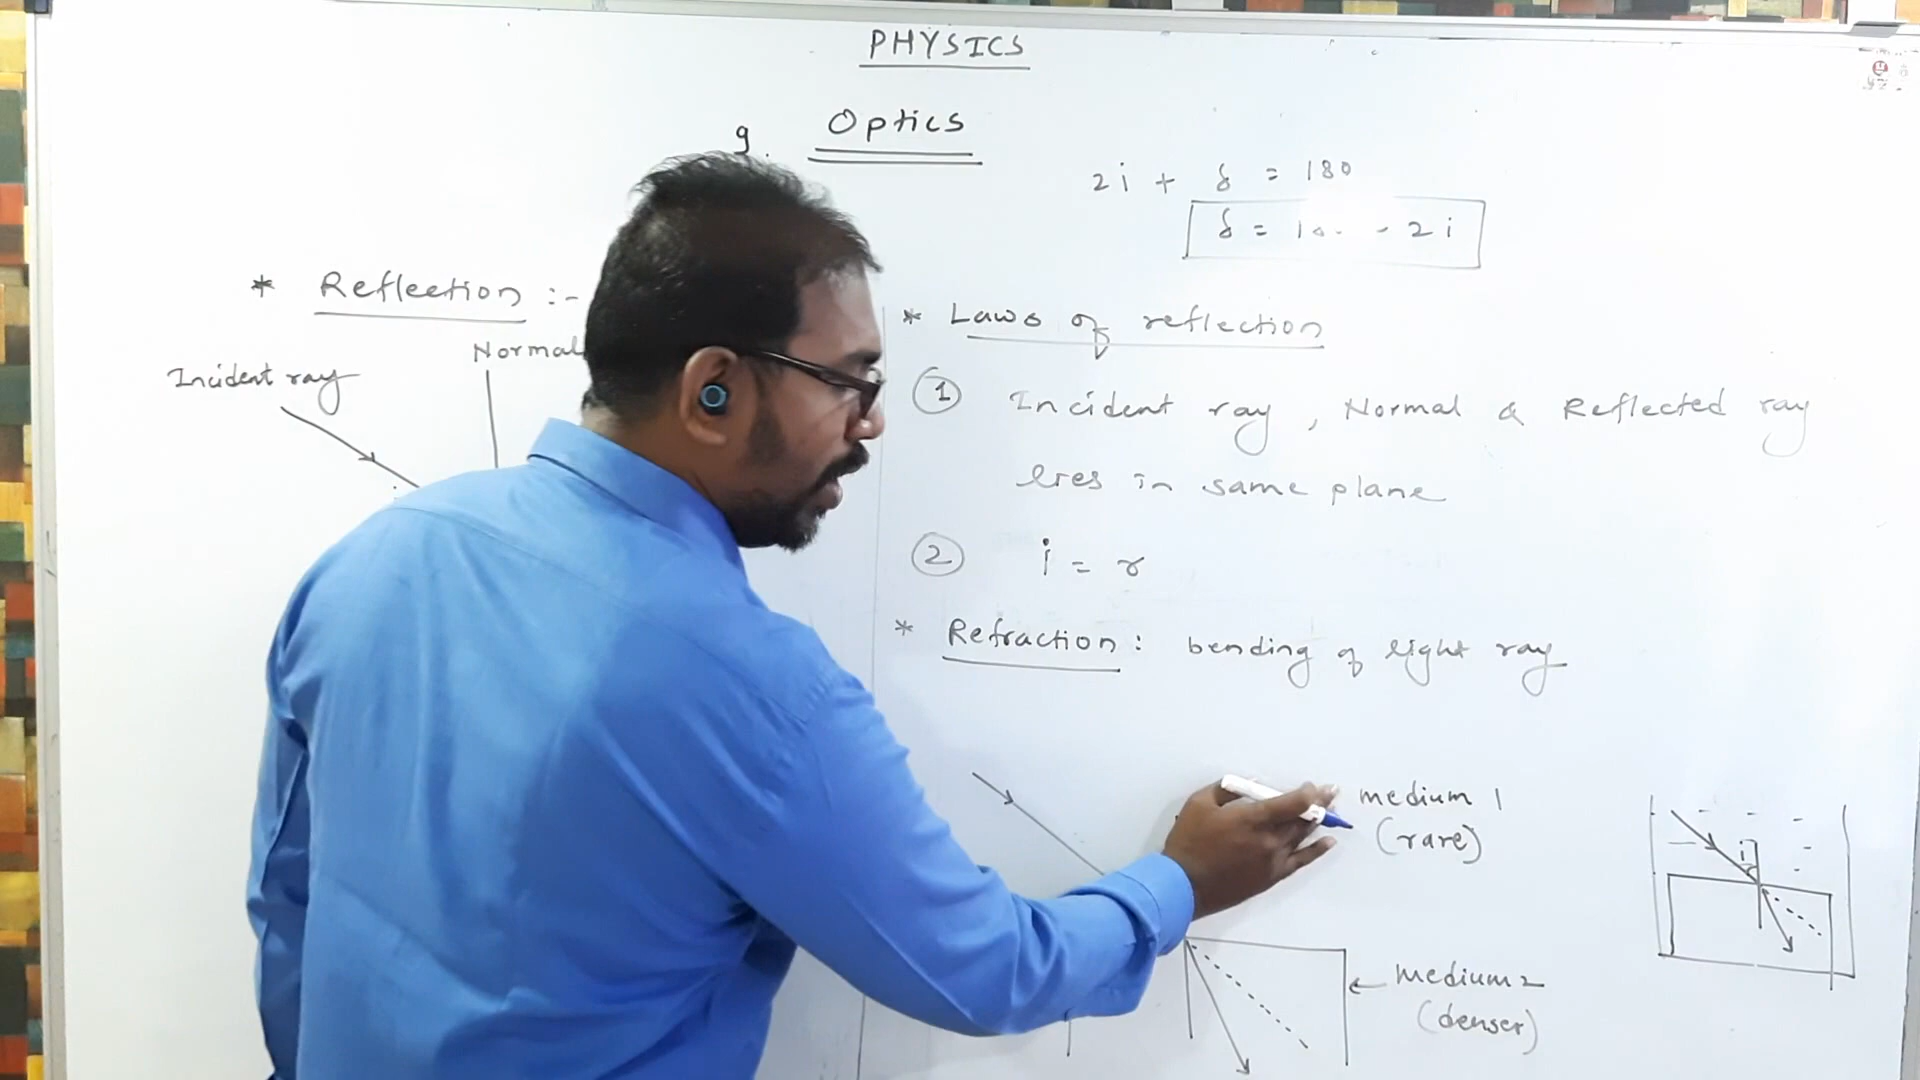 PHYSICS
9. Optics
2i + δ = 180
δ = - 2i
* Reflection :-
Normal
Incident ray
* Laws of reflection
① Incident ray, Normal & Reflected ray
lies in same plane
② i = r
* Refraction : bending of light ray
medium 1
(rare)
i
medium 2
(denser)